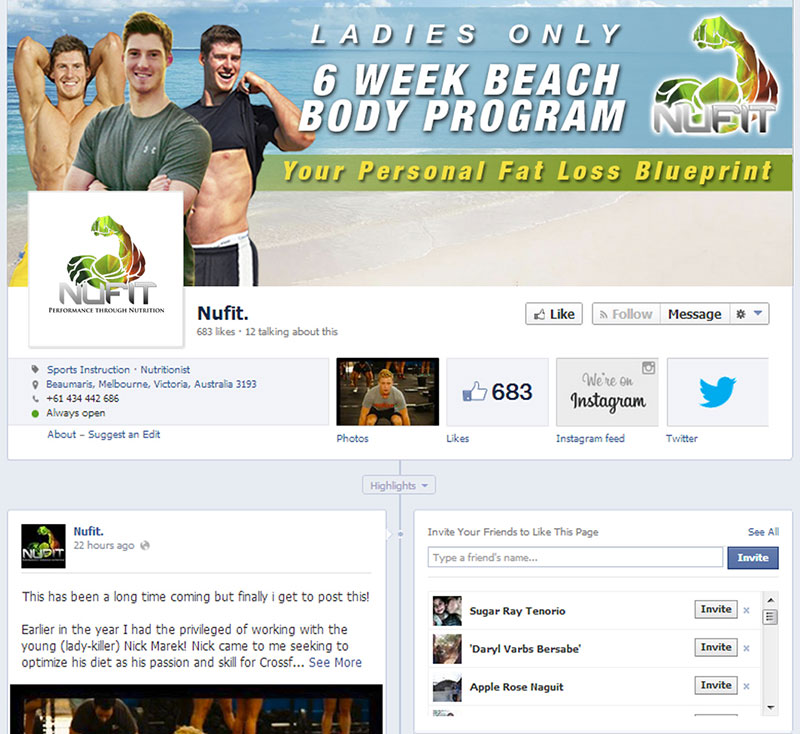 LADIES ONLY
6 WEEK BEACH
BODY PROGRAM
NUFIT
Your Personal Fat Loss Blueprint
NUFIT
PERFORMANCE THROUGH NUTRITION
Nufit.
683 likes · 12 talking about this
Like
Follow
Message
Sports Instruction · Nutritionist
Beaumaris, Melbourne, Victoria, Australia 3193
+61 434 442 686
Always open
About – Suggest an Edit
Photos
683
Likes
We're on
Instagram
Instagram feed
Twitter
Highlights
NUFIT
Nufit.
22 hours ago
This has been a long time coming but finally i get to post this!
Earlier in the year I had the privileged of working with the
young (lady-killer) Nick Marek! Nick came to me seeking to
optimize his diet as his passion and skill for Crossf... See More
Invite Your Friends to Like This Page
See All
Type a friend's name...
Invite
Sugar Ray Tenorio
Invite
'Daryl Varbs Bersabe'
Invite
Apple Rose Naguit
Invite